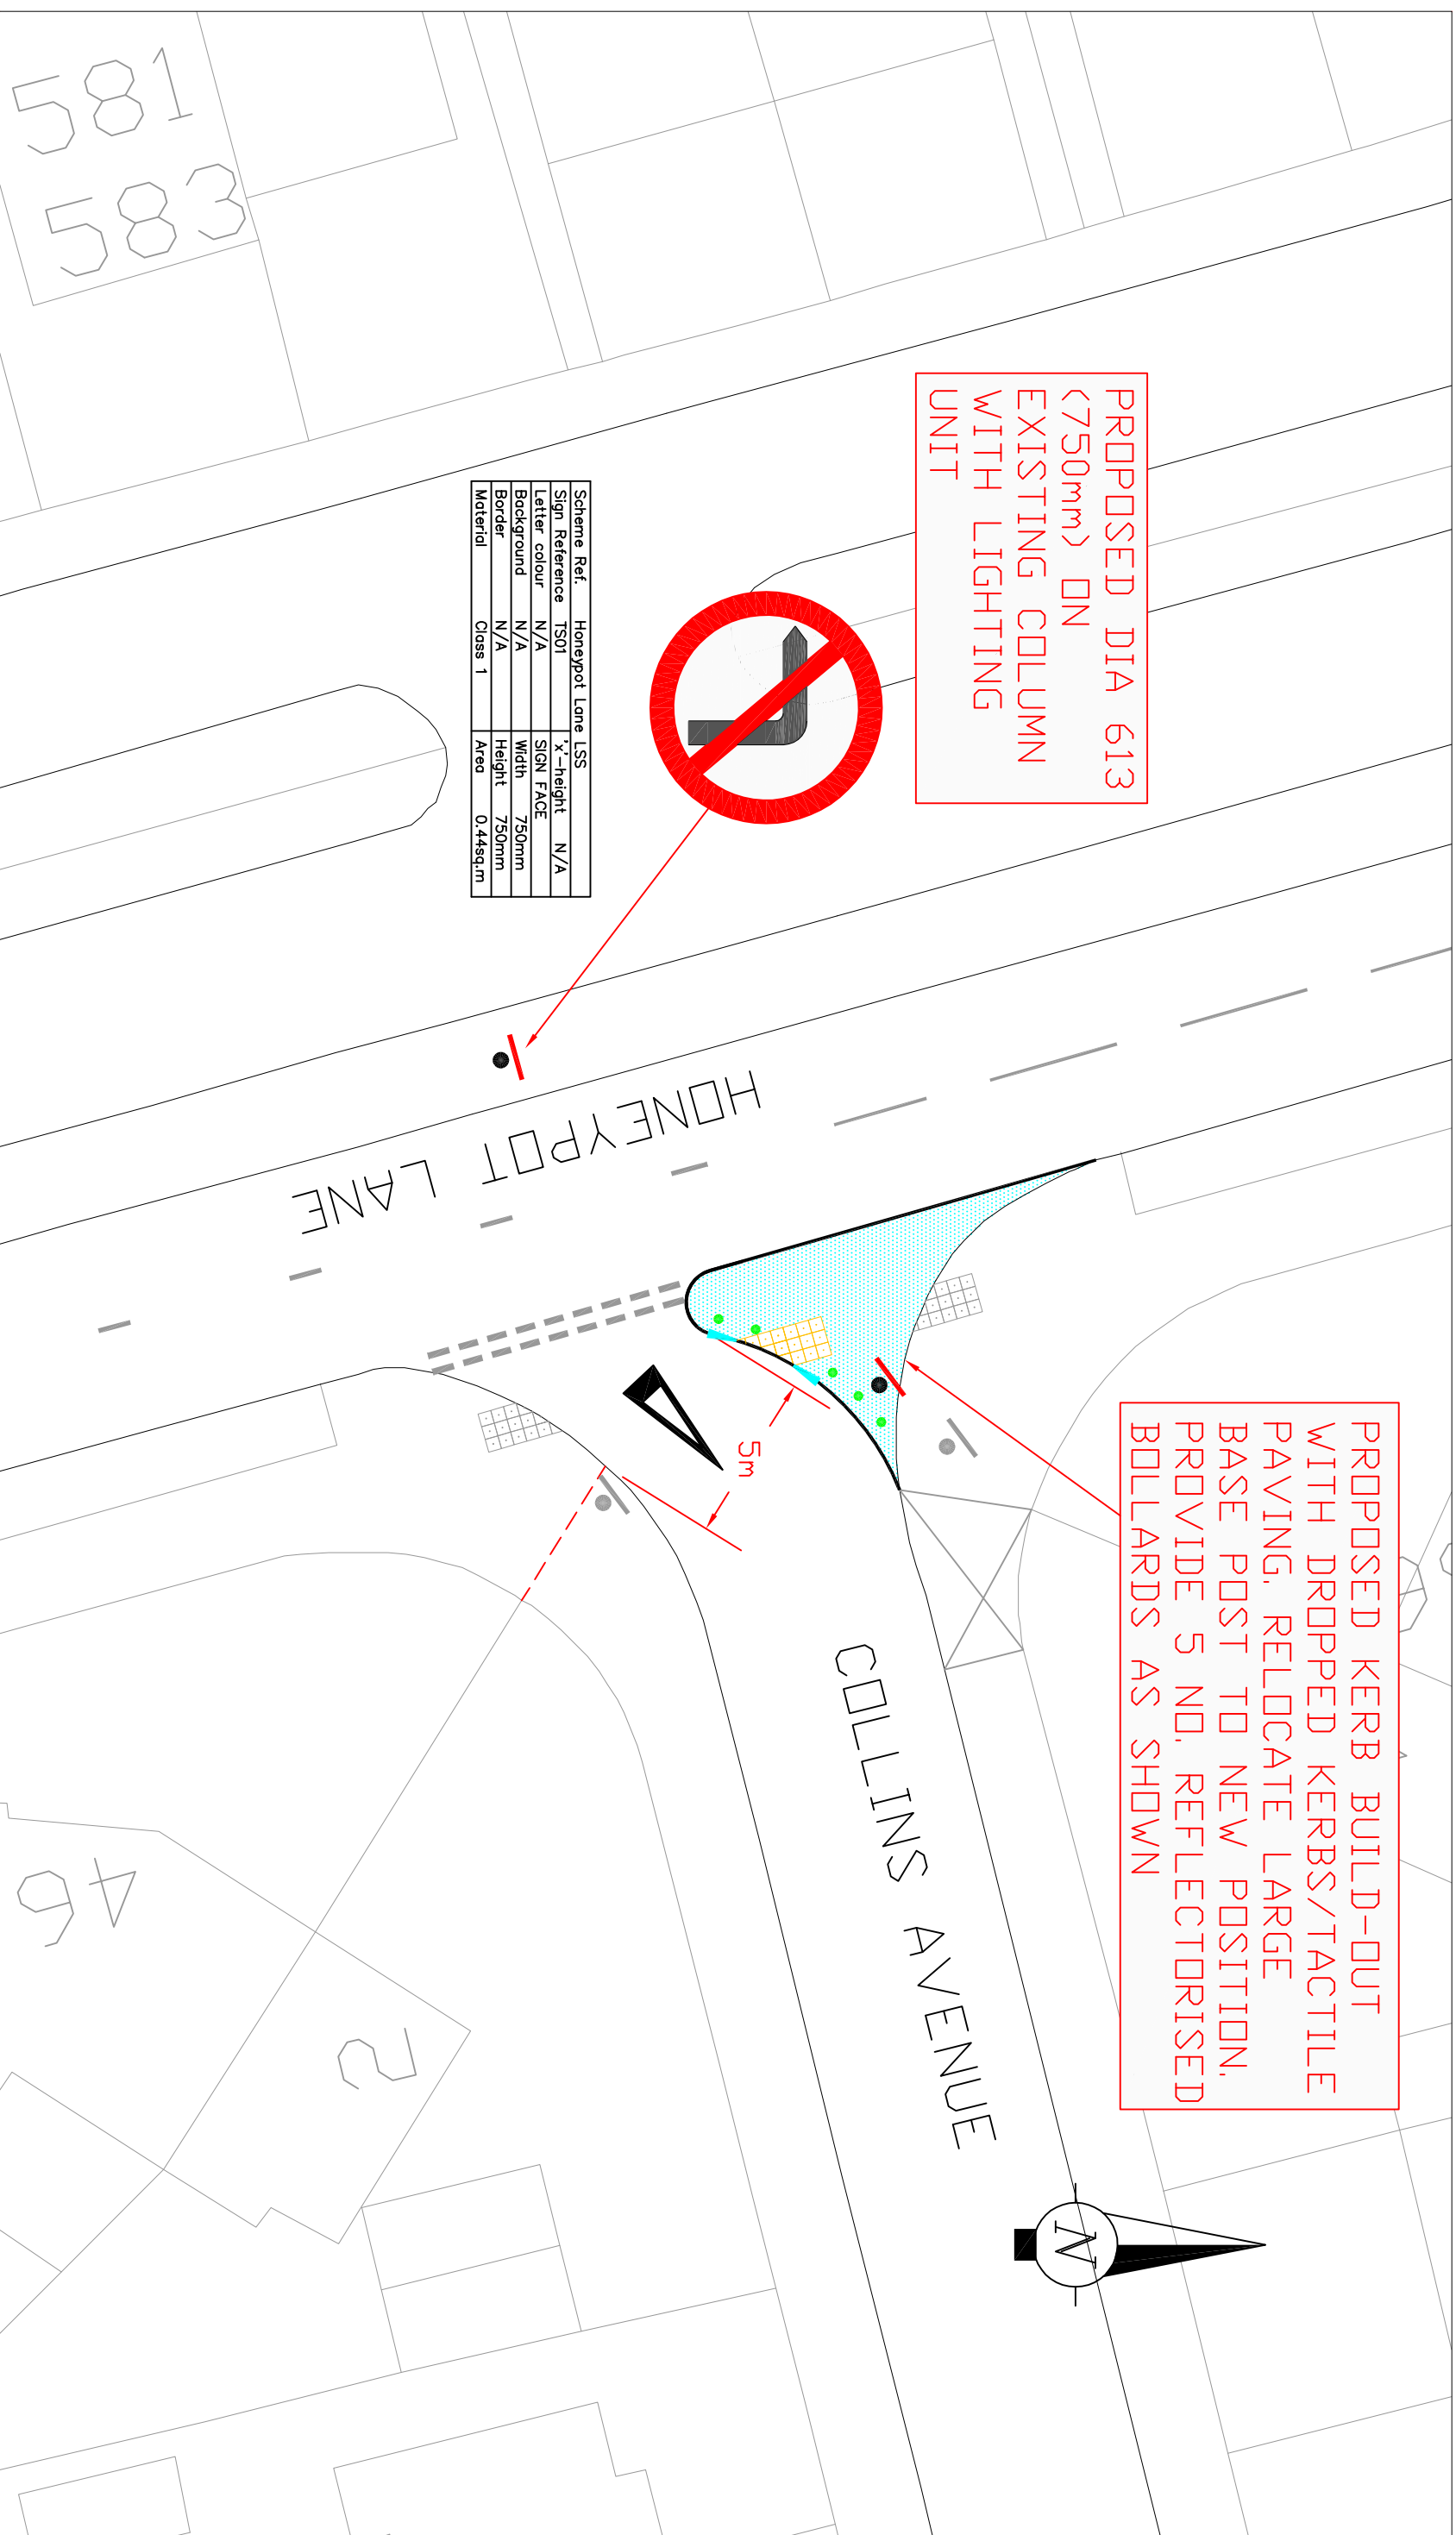 581
583
PROPOSED DIA 613
(750mm) ON
EXISTING COLUMN
WITH LIGHTING
UNIT
Scheme Ref. Honeypot Lane LSS
Sign Reference TS01 'x'-height N/A
Letter colour N/A SIGN FACE
Background N/A Width 750mm
Border N/A Height 750mm
Material Class 1 Area 0.44sq.m
HONEYPOT LANE
5m
PROPOSED KERB BUILD-OUT
WITH DROPPED KERBS/TACTILE
PAVING. RELOCATE LARGE
BASE POST TO NEW POSITION.
PROVIDE 5 NO. REFLECTORISED
BOLLARDS AS SHOWN
COLLINS AVENUE
46
2
N